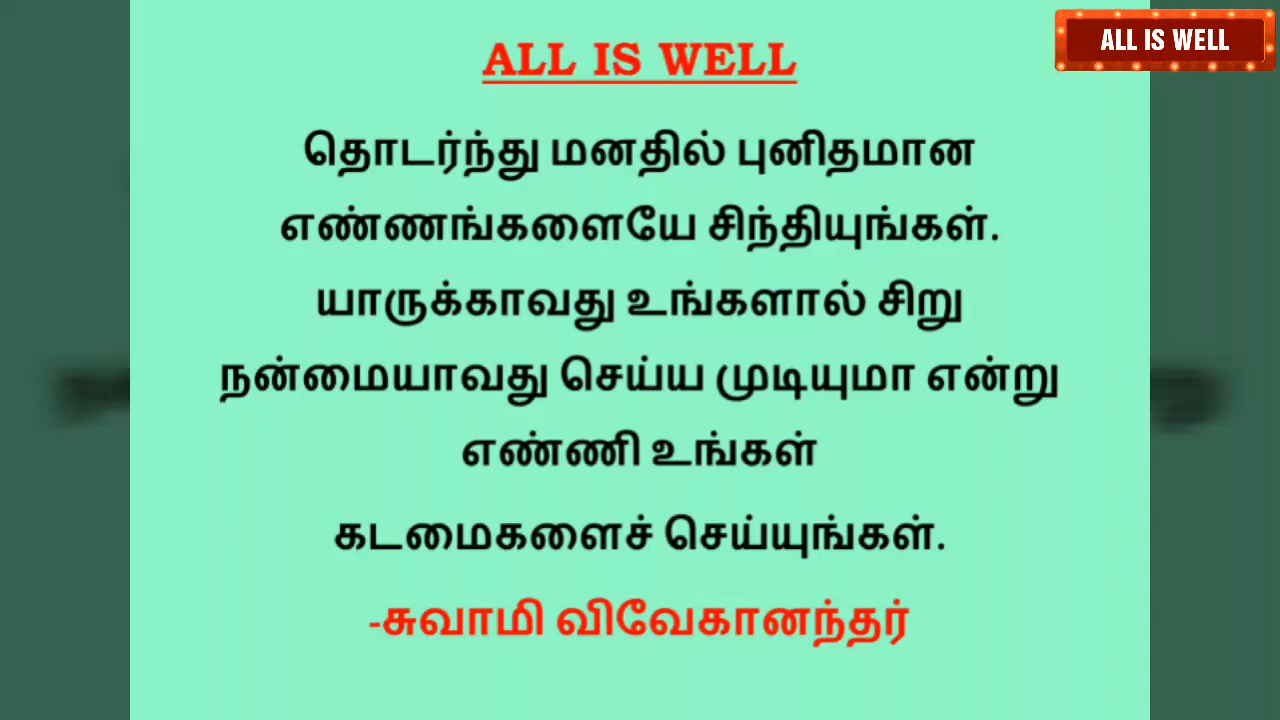 ALL IS WELL
ALL IS WELL
தொடர்ந்து மனதில் புனிதமான
எண்ணங்களையே சிந்தியுங்கள்.
யாருக்காவது உங்களால் சிறு
நன்மையாவது செய்ய முடியுமா என்று
எண்ணி உங்கள்
கடமைகளைச் செய்யுங்கள்.
-சுவாமி விவேகானந்தர்